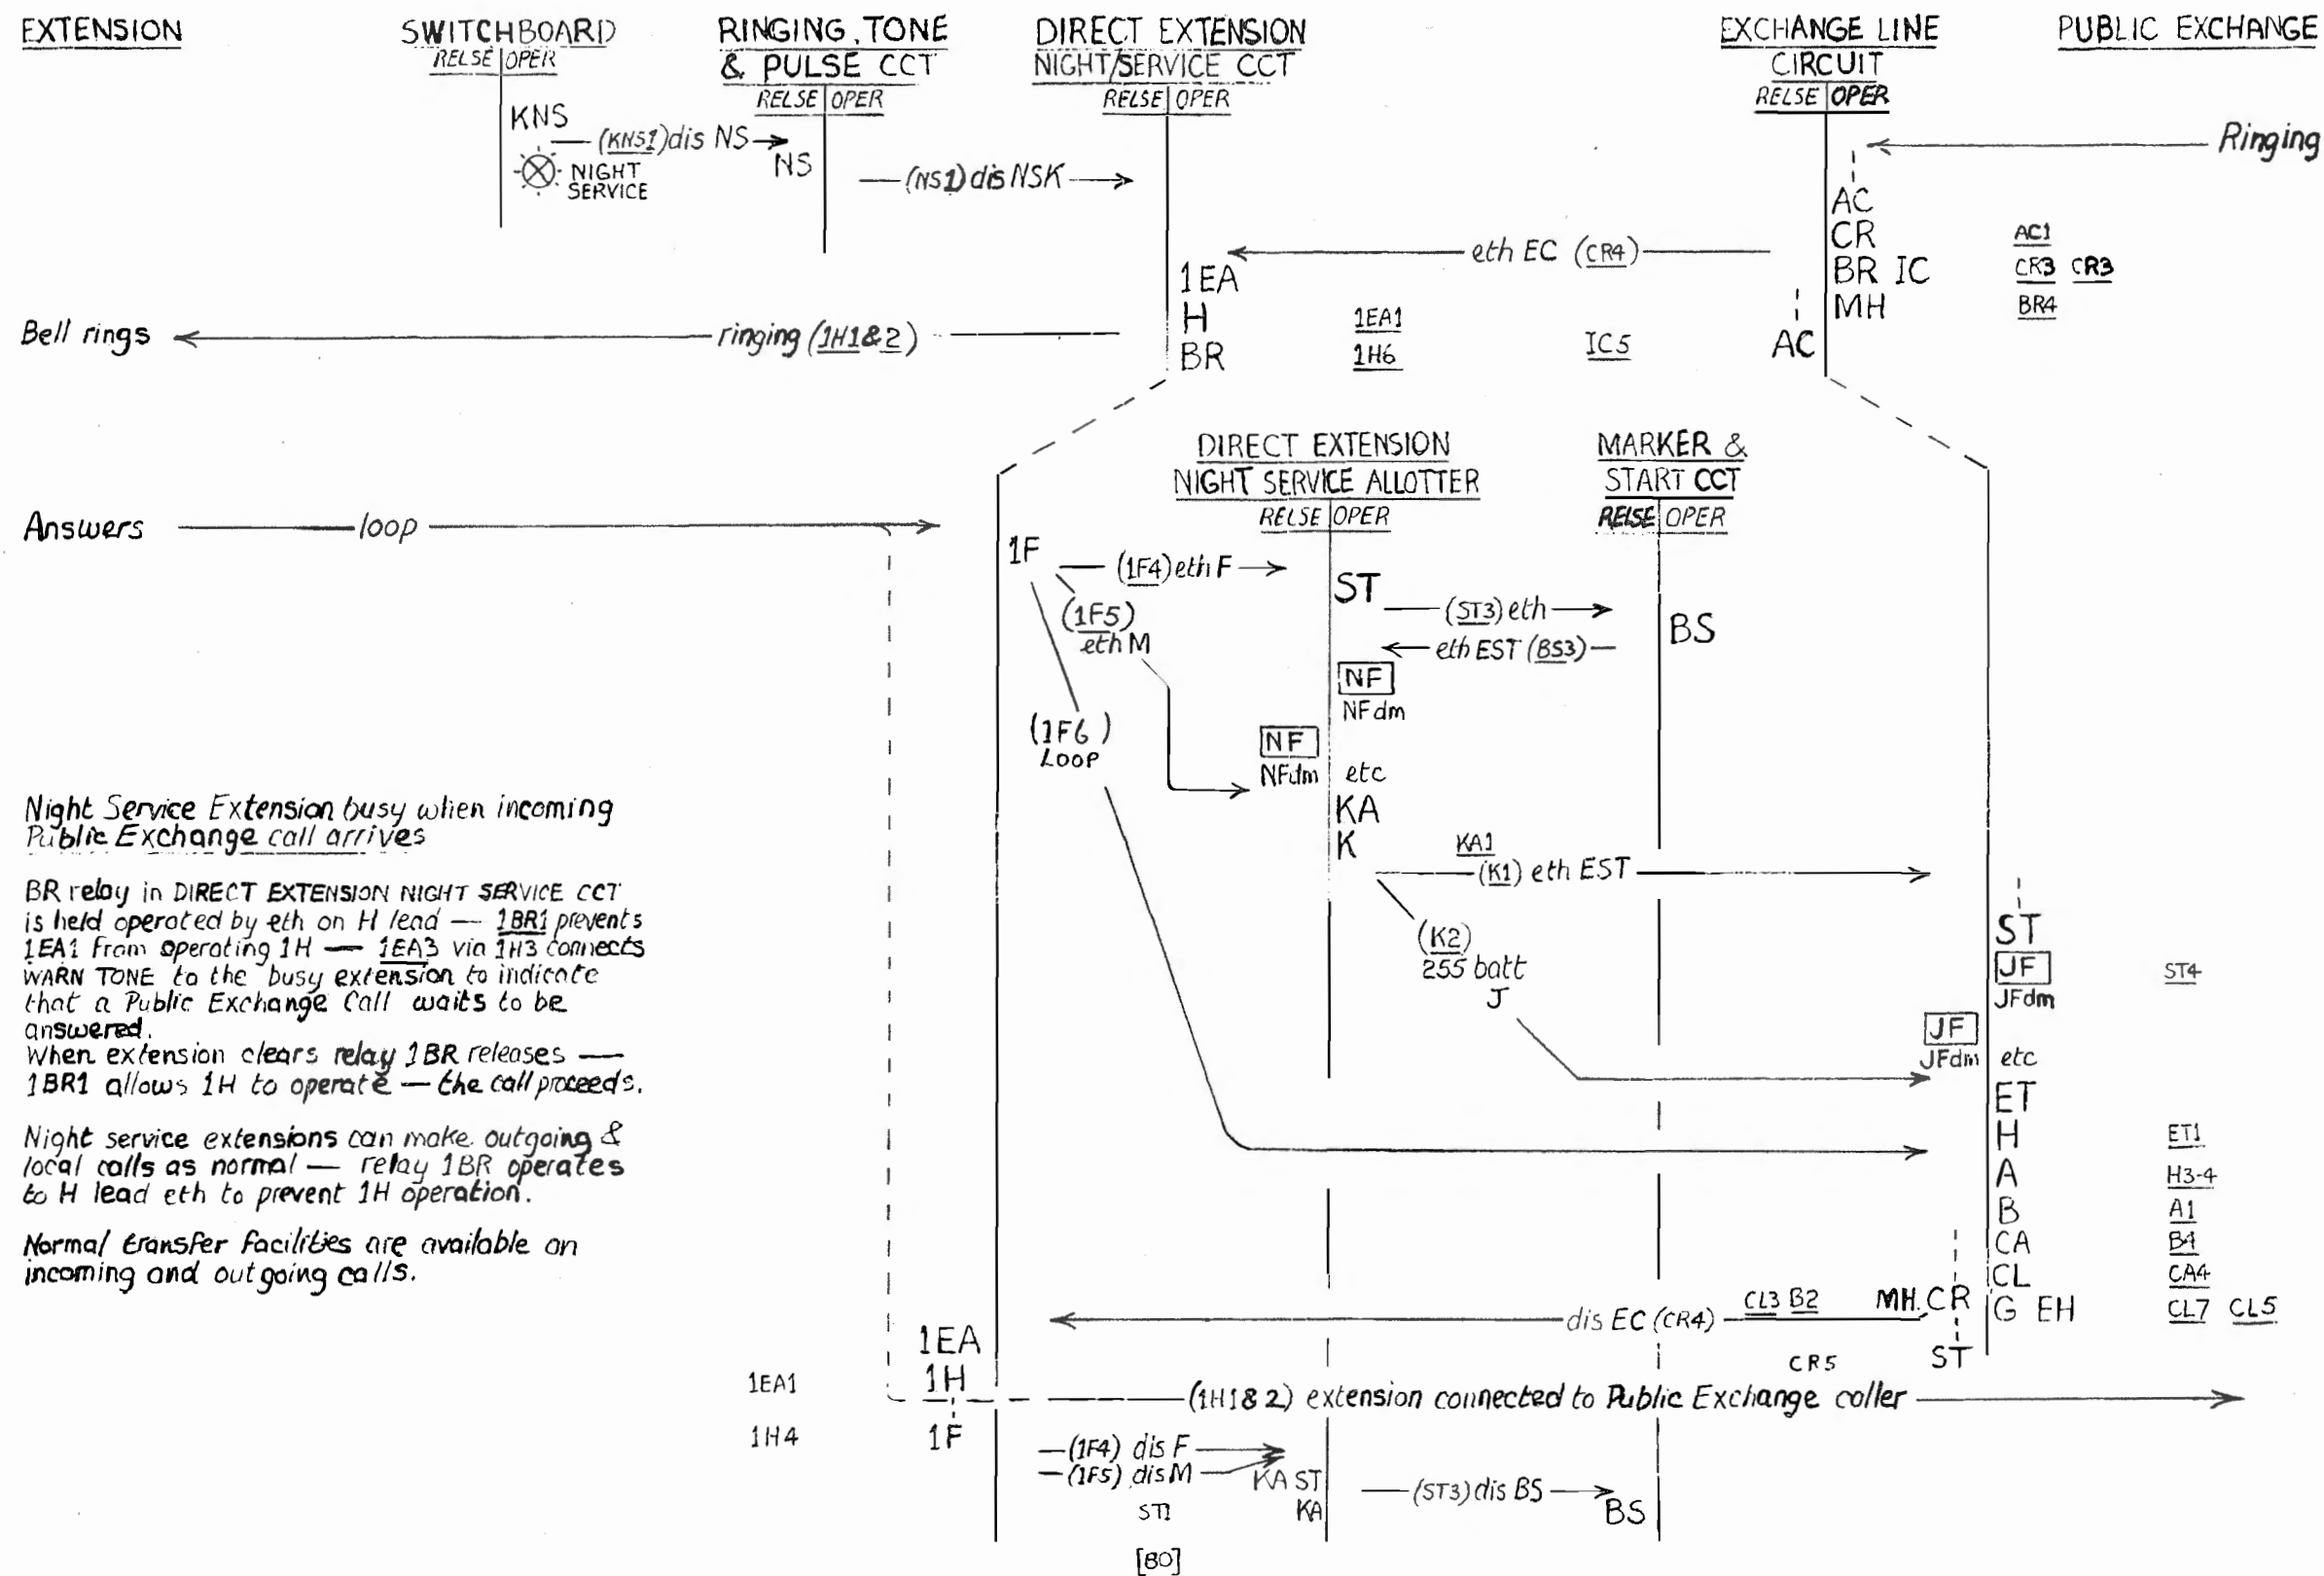 EXTENSION
SWITCHBOARD
RELSE OPER
RINGING, TONE
& PULSE CCT
RELSE OPER
DIRECT EXTENSION
NIGHT/SERVICE CCT
RELSE OPER
EXCHANGE LINE
CIRCUIT
RELSE OPER
PUBLIC EXCHANGE
KNS
(KNS1) dis NS
NIGHT
SERVICE
NS
(NS1) dis NSK
Ringing
AC
CR AC1
BR IC CR3 CR3
MH BR4
AC
eth EC (CR4)
1EA
H 1EA1
BR 1H6 IC5
Bell rings
ringing (1H1&2)
DIRECT EXTENSION
NIGHT SERVICE ALLOTTER
RELSE OPER
MARKER &
START CCT
RELSE OPER
Answers
loop
1F
(1F4) eth F
(1F5)
eth M
(1F6)
LOOP
ST
(ST3) eth
BS
eth EST (BS3)
NF
NFdm
NF
NFdm etc
KA
K
KA1
(K1) eth EST
(K2)
255 batt
J
ST
JF ST4
JFdm
JF
JFdm etc
ET
H ET1
A H3-4
B A1
CA B4
CL CA4
G EH CL7 CL5
Night Service Extension busy when incoming
Public Exchange call arrives
BR relay in DIRECT EXTENSION NIGHT SERVICE CCT
is held operated by eth on H lead — 1BR1 prevents
1EA1 from operating 1H — 1EA3 via 1H3 connects
WARN TONE to the busy extension to indicate
that a Public Exchange Call waits to be
answered.
When extension clears relay 1BR releases —
1BR1 allows 1H to operate — the call proceeds.
Night service extensions can make outgoing &
local calls as normal — relay 1BR operates
to H lead eth to prevent 1H operation.
Normal transfer facilities are available on
incoming and outgoing calls.
dis EC (CR4) CL3 B2 MH CR
ST
CR5
1EA
1EA1 1H
(1H1&2) extension connected to Public Exchange caller
1H4 1F
(1F4) dis F
(1F5) dis M
ST1
KA ST
KA
(ST3) dis BS
BS
[80]